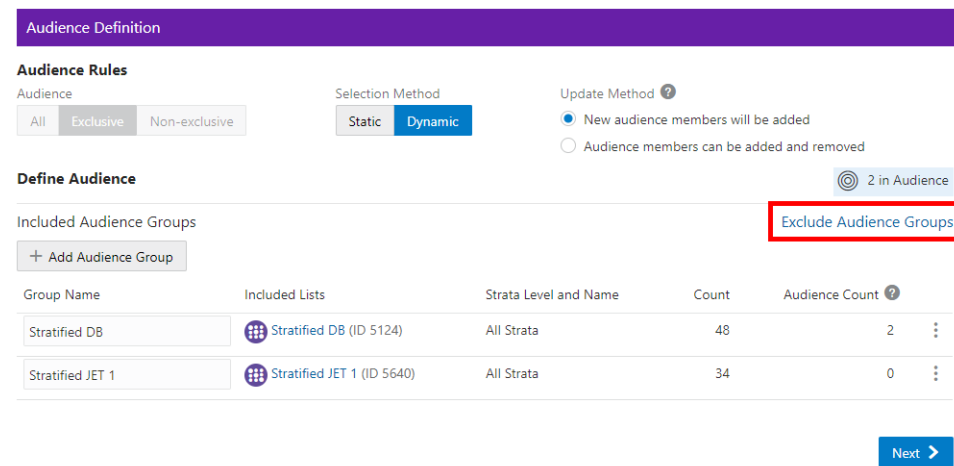 Audience Definition
Audience Rules
Audience
Selection Method
Update Method ?
All Exclusive Non-exclusive
Static Dynamic
New audience members will be added
Audience members can be added and removed
Define Audience
2 in Audience
Included Audience Groups
Exclude Audience Groups
+ Add Audience Group
Group Name Included Lists Strata Level and Name Count Audience Count ?
Stratified DB Stratified DB (ID 5124) All Strata 48 2
Stratified JET 1 Stratified JET 1 (ID 5640) All Strata 34 0
Next